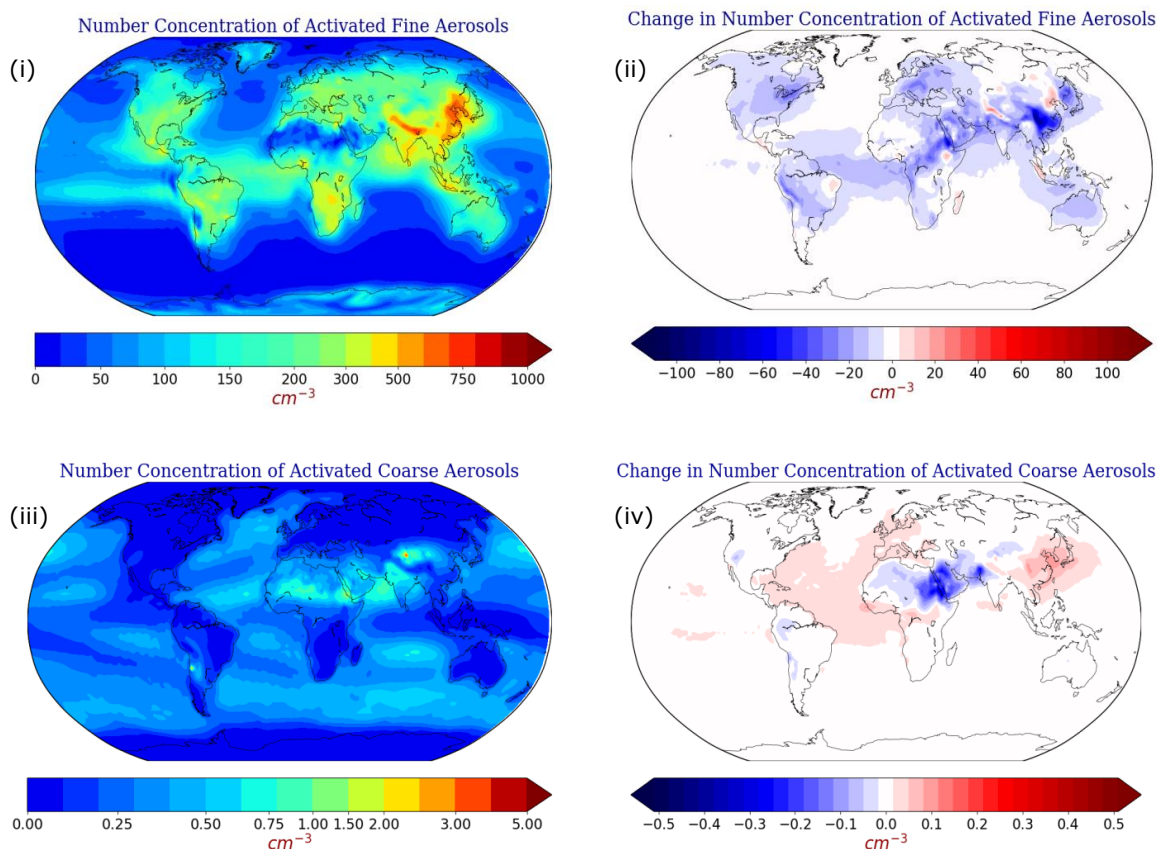 Number Concentration of Activated Fine Aerosols
(i)
0 50 100 150 200 300 500 750 1000
cm⁻³
Change in Number Concentration of Activated Fine Aerosols
(ii)
−100 −80 −60 −40 −20 0 20 40 60 80 100
cm⁻³
Number Concentration of Activated Coarse Aerosols
(iii)
0.00 0.25 0.50 0.75 1.00 1.50 2.00 3.00 5.00
cm⁻³
Change in Number Concentration of Activated Coarse Aerosols
(iv)
−0.5 −0.4 −0.3 −0.2 −0.1 0.0 0.1 0.2 0.3 0.4 0.5
cm⁻³